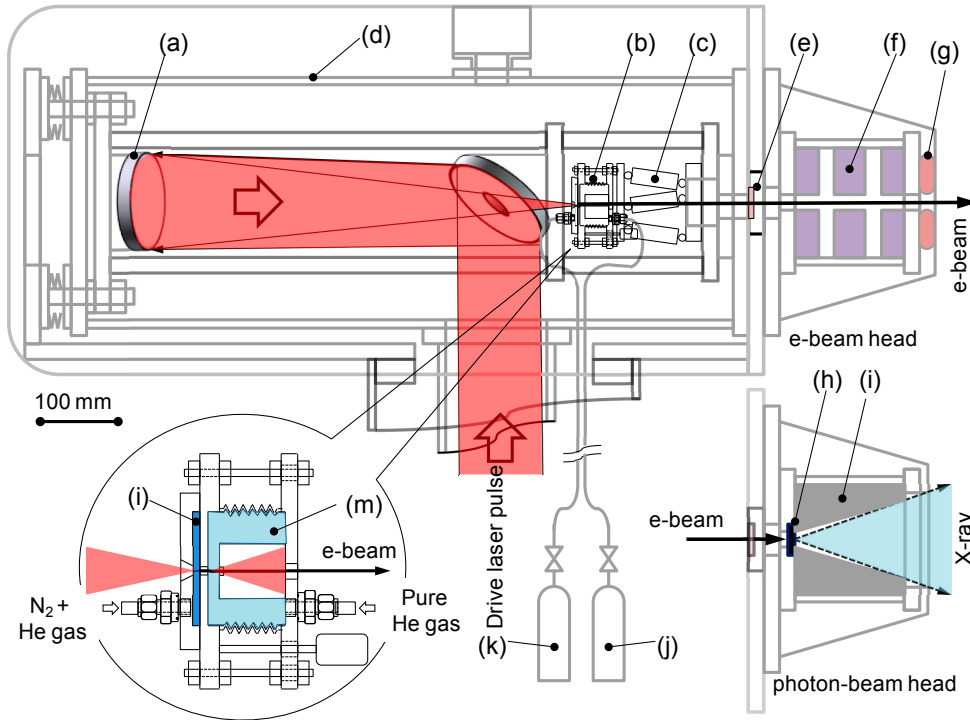 (a)
(d)
(b)
(c)
(e)
(f)
(g)
e-beam
e-beam head
100 mm
Drive laser pulse
(h)
(i)
e-beam
X-ray
photon-beam head
(i)
(m)
e-beam
N2 +
He gas
Pure
He gas
(k)
(j)